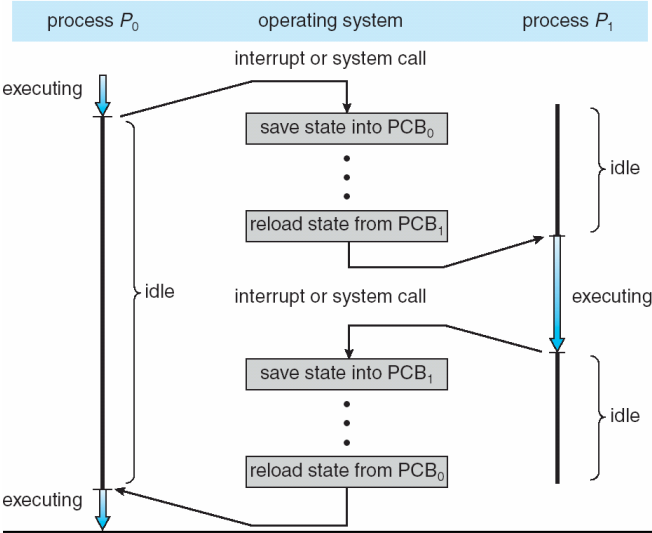 process P0 operating system process P1
interrupt or system call
executing
save state into PCB0
idle
reload state from PCB1
idle
interrupt or system call
executing
save state into PCB1
idle
reload state from PCB0
executing